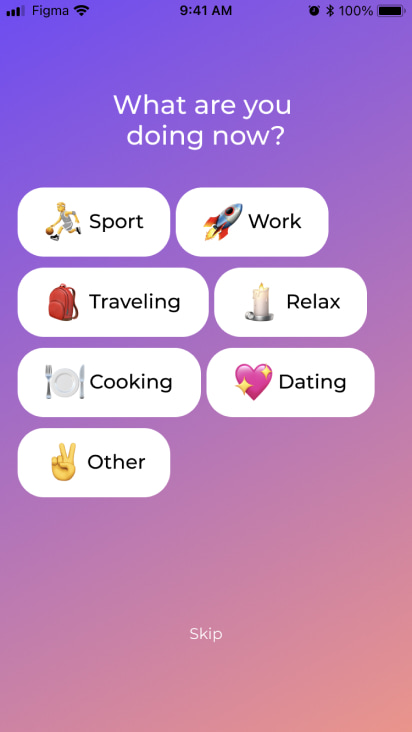 Figma 9:41 AM 100%
What are you
doing now?
Sport Work
Traveling Relax
Cooking Dating
Other
Skip